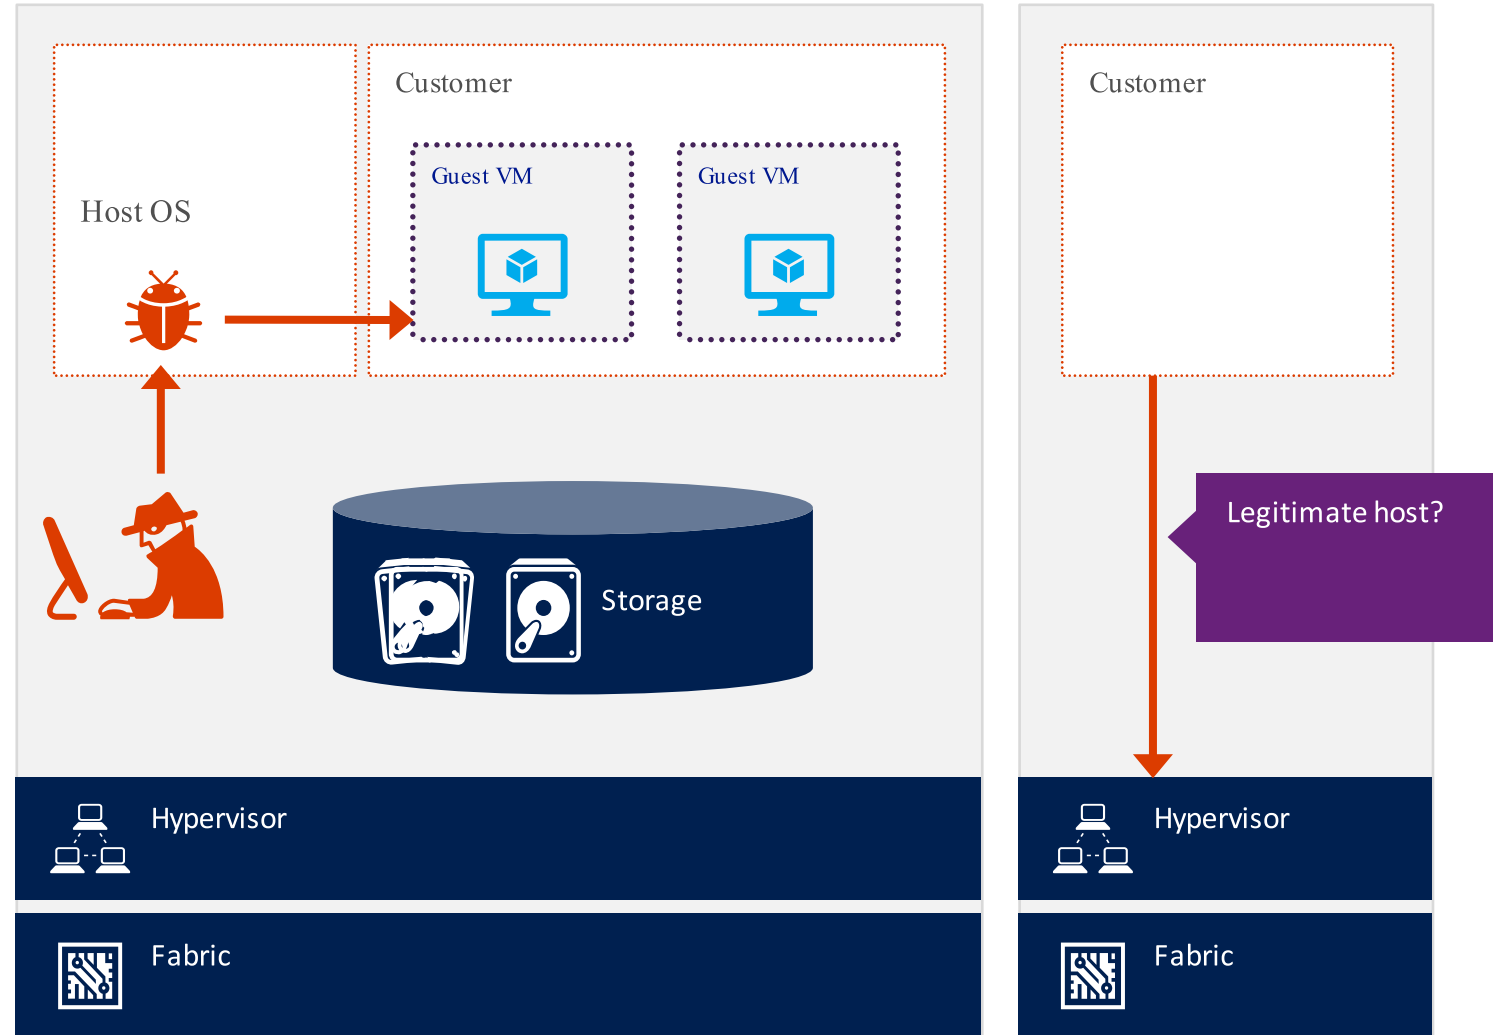 Customer
Guest VM
Guest VM
Host OS
Storage
Hypervisor
Fabric
Customer
Legitimate host?
Hypervisor
Fabric